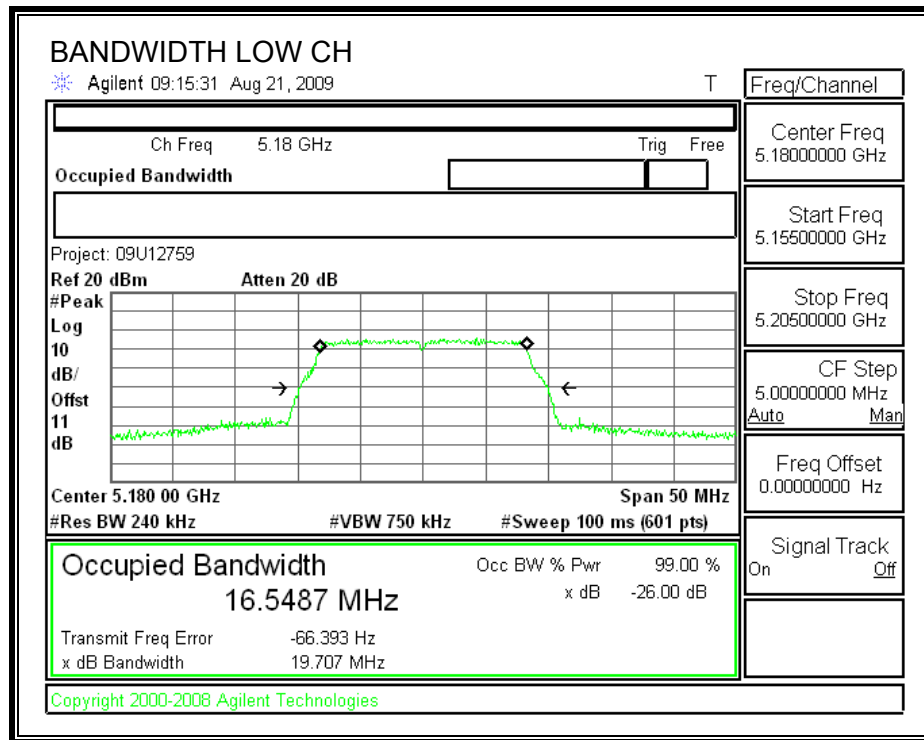 BANDWIDTH LOW CH
Agilent 09:15:31 Aug 21, 2009 T
Freq/Channel
Ch Freq 5.18 GHz Trig Free
Occupied Bandwidth
Center Freq
5.18000000 GHz
Start Freq
5.15500000 GHz
Project: 09U12759
Ref 20 dBm Atten 20 dB
#Peak
Log
10
dB/
Offst
11
dB
Stop Freq
5.20500000 GHz
CF Step
5.00000000 MHz
Auto Man
Center 5.180 00 GHz Span 50 MHz
#Res BW 240 kHz #VBW 750 kHz #Sweep 100 ms (601 pts)
Freq Offset
0.00000000 Hz
Occupied Bandwidth
16.5487 MHz
Occ BW % Pwr 99.00 %
x dB -26.00 dB
Transmit Freq Error -66.393 Hz
x dB Bandwidth 19.707 MHz
Signal Track
On Off
Copyright 2000-2008 Agilent Technologies